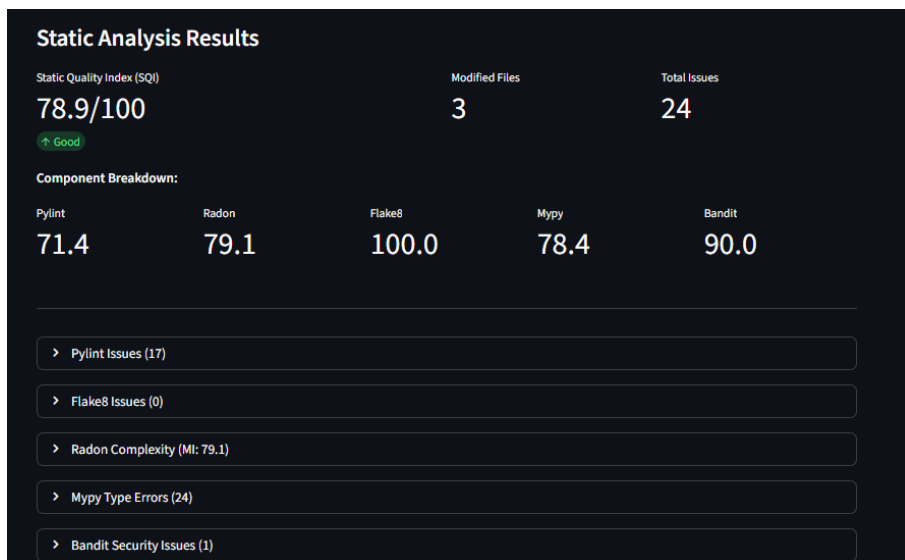 Static Analysis Results
Static Quality Index (SQI) Modified Files Total Issues
78.9/100 3 24
↑ Good
Component Breakdown:
Pylint Radon Flake8 Mypy Bandit
71.4 79.1 100.0 78.4 90.0
Pylint Issues (17)
Flake8 Issues (0)
Radon Complexity (MI: 79.1)
Mypy Type Errors (24)
Bandit Security Issues (1)